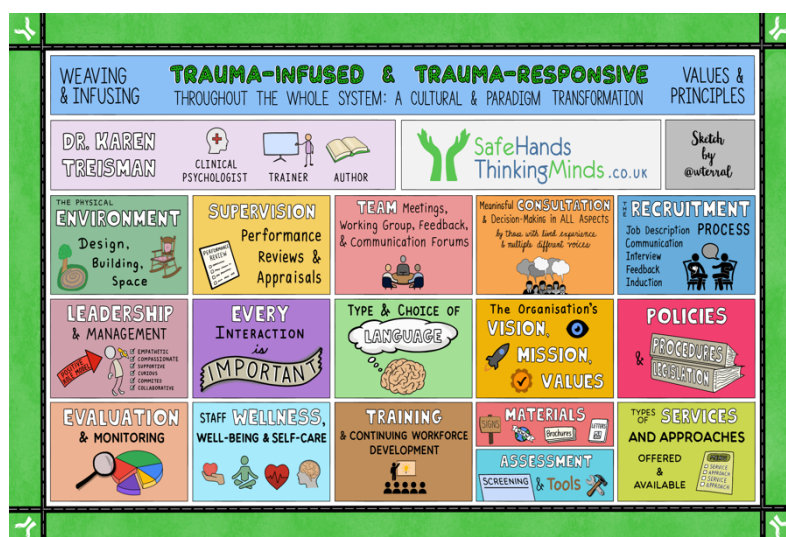 WEAVING
& INFUSING
TRAUMA-INFUSED & TRAUMA-RESPONSIVE
THROUGHOUT THE WHOLE SYSTEM: A CULTURAL & PARADIGM TRANSFORMATION
VALUES &
PRINCIPLES
DR. KAREN
TREISMAN
CLINICAL
PSYCHOLOGIST
TRAINER
AUTHOR
SafeHands
ThinkingMinds.co.uk
Sketch
by
@wterral
THE PHYSICAL
ENVIRONMENT
Design,
Building,
Space
SUPERVISION
Performance
Reviews &
Appraisals
PERFORMANCE
REVIEW
TEAM Meetings,
Working Group, Feedback,
& Communication Forums
Meaningful CONSULTATION
& Decision-Making in ALL Aspects
by those with lived experience
& multiple different voices
THE RECRUITMENT
PROCESS
Job Description
Communication
Interview
Feedback
Induction
LEADERSHIP
& MANAGEMENT
POSITIVE
ROLE MODEL
EMPATHETIC
COMPASSIONATE
SUPPORTIVE
CURIOUS
COMMITED
COLLABORATIVE
EVERY
INTERACTION
is
IMPORTANT
TYPE & CHOICE OF
LANGUAGE
The Organisation's
VISION,
MISSION,
VALUES
POLICIES
& PROCEDURES
LEGISLATION
EVALUATION
& MONITORING
STAFF WELLNESS,
WELL-BEING & SELF-CARE
TRAINING
& CONTINUING WORKFORCE
DEVELOPMENT
MATERIALS
SIGNS
Brochures
LETTERS
ASSESSMENT
SCREENING
& Tools
TYPES OF SERVICES
AND APPROACHES
OFFERED
&
AVAILABLE
SERVICE
APPROACH
SERVICE
APPROACH